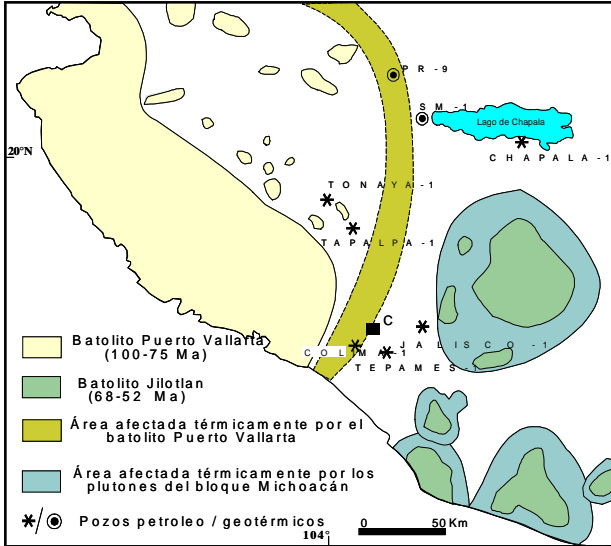 PR-9
SM-1
Lago de Chapala
20°N
CHAPALA-1
TONAYA-1
TAPALPA-1
C
JALISCO-1
COLIMA-1
TEPAMES-1
Batolito Puerto Vallarta
(100-75 Ma)
Batolito Jilotlan
(68-52 Ma)
Área afectada térmicamente por el
batolito Puerto Vallarta
Área afectada térmicamente por los
plutones del bloque Michoacán
Pozos petroleo / geotérmicos
0 50 Km
104°